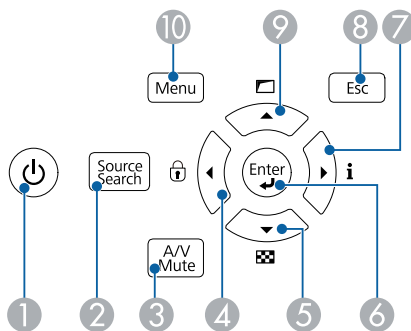 10 9 8 7
Menu
Esc
Source
Search
Enter
i
A/V
Mute
1 2 3 4 5 6